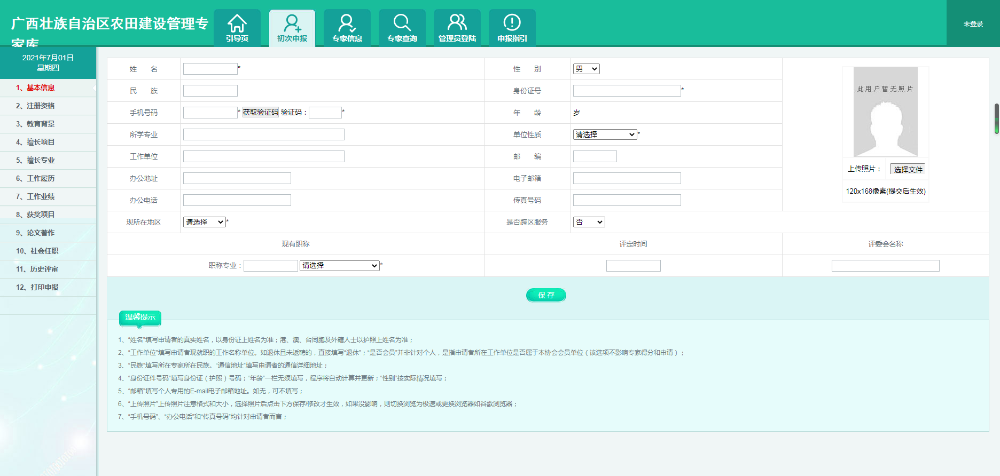 广西壮族自治区农田建设管理专
家库
引导页
初次申报
专家信息
专家查询
管理员登陆
申报指引
未登录
2021年7月01日
星期四
1、基本信息
2、注册资格
3、教育背景
4、擅长项目
5、擅长专业
6、工作履历
7、工作业绩
8、获奖项目
9、论文著作
10、社会任职
11、历史评审
12、打印申报
姓 名 * 性 别 男
民 族 身份证号 *
手机号码 * 获取验证码 验证码： * 年 龄 岁
所学专业 单位性质 请选择 *
工作单位 邮 编
办公地址 电子邮箱
办公电话 传真号码
此用户暂无照片
上传照片： 选择文件
120x168像素(提交后生效)
现所在地区 请选择 * 是否跨区服务 否
现有职称 评定时间 评委会名称
职称专业： 请选择 *
保 存
温馨提示
1、“姓名”填写申请者的真实姓名，以身份证上姓名为准；港、澳、台同胞及外籍人士以护照上姓名为准；
2、“工作单位”填写申请者现就职的工作名称单位。如退休且未返聘的，直接填写“退休”；“是否会员”并非针对个人，是指申请者所在工作单位是否属于本协会会员单位（该选项不影响专家得分和申请）；
3、“民族”填写所在专家所在民族。“通信地址”填写申请者的通信详细地址；
4、“身份证件号码”填写身份证（护照）号码；“年龄”一栏无须填写，程序将自动计算并更新；“性别”按实际情况填写；
5、“邮箱”填写个人专用的E-mail电子邮箱地址。如无，可不填写；
6、“上传照片”上传照片注意格式和大小，选择照片后点击下方保存/修改才生效，如果没影响，则切换浏览为极速或更换浏览器如谷歌浏览器；
7、“手机号码”、“办公电话”和“传真号码”均针对申请者而言；